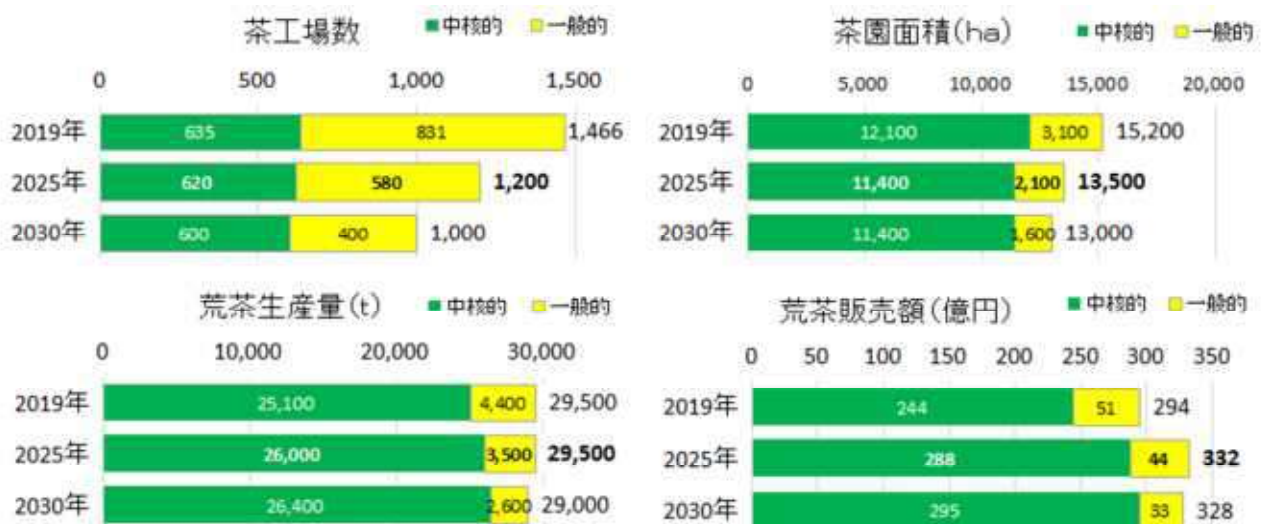 茶工場数 ■中核的 ■一般的
0 500 1,000 1,500
2019年 635 831 1,466
2025年 620 580 1,200
2030年 600 400 1,000
茶園面積(ha) ■中核的 ■一般的
0 5,000 10,000 15,000 20,000
2019年 12,100 3,100 15,200
2025年 11,400 2,100 13,500
2030年 11,400 1,600 13,000
荒茶生産量(t) ■中核的 ■一般的
0 10,000 20,000 30,000
2019年 25,100 4,400 29,500
2025年 26,000 3,500 29,500
2030年 26,400 2,600 29,000
荒茶販売額(億円) ■中核的 ■一般的
0 50 100 150 200 250 300 350
2019年 244 51 294
2025年 288 44 332
2030年 295 33 328